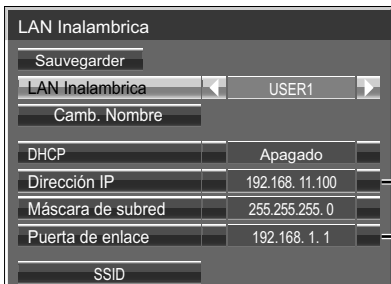 LAN Inalambrica
Sauvegarder
LAN Inalambrica USER1
Camb. Nombre
DHCP Apagado
Dirección IP 192.168. 11.100
Máscara de subred 255.255.255. 0
Puerta de enlace 192.168. 1. 1
SSID